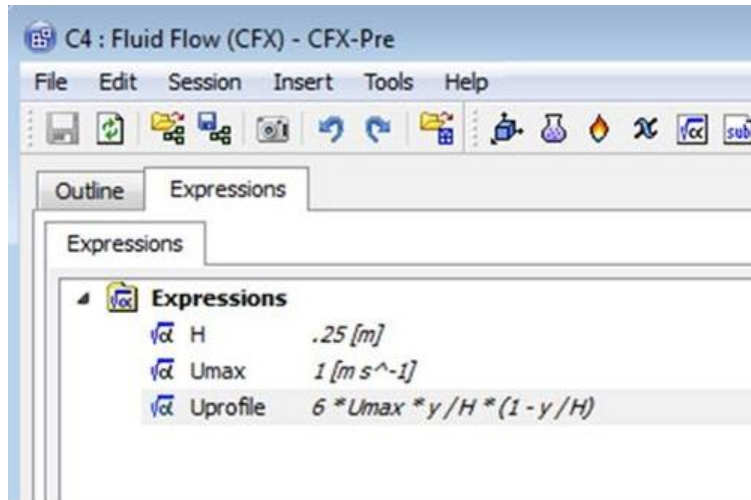 C4 : Fluid Flow (CFX) - CFX-Pre
File Edit Session Insert Tools Help
Outline Expressions
Expressions
Expressions
H .25 [m]
Umax 1 [m s^-1]
Uprofile 6 * Umax * y / H * (1 - y / H)